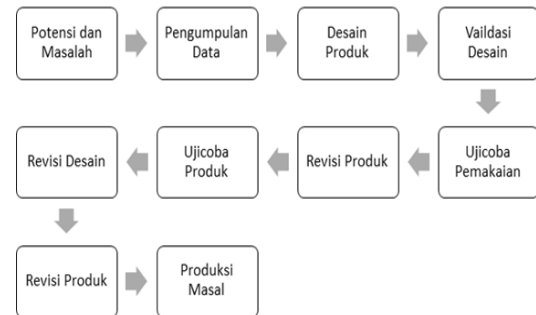 Potensi dan
Masalah
Pengumpulan
Data
Desain
Produk
Vaildasi
Desain
Ujicoba
Pemakaian
Revisi Produk
Ujicoba
Produk
Revisi Desain
Revisi Produk
Produksi
Masal